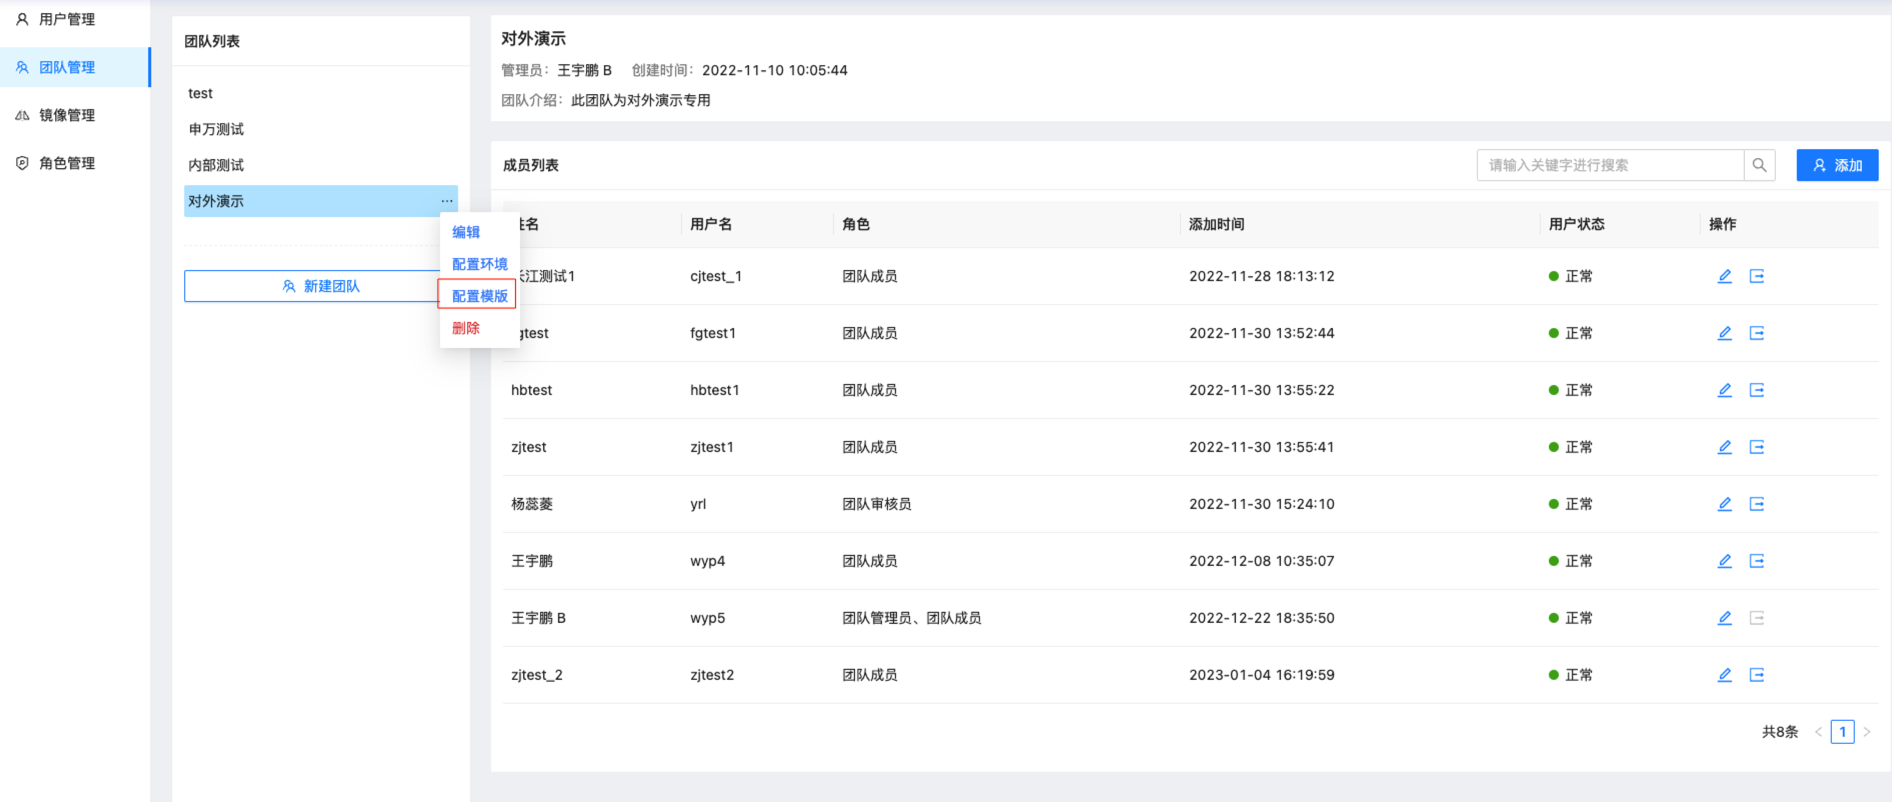 用户管理
团队管理
镜像管理
角色管理
团队列表
test
申万测试
内部测试
对外演示 ···
编辑
配置环境
配置模版
删除
新建团队
对外演示
管理员: 王宇鹏 B 创建时间: 2022-11-10 10:05:44
团队介绍: 此团队为对外演示专用
成员列表
请输入关键字进行搜索
添加
姓名 用户名 角色 添加时间 用户状态 操作
长江测试1 cjtest_1 团队成员 2022-11-28 18:13:12 正常
gtest fgtest1 团队成员 2022-11-30 13:52:44 正常
hbtest hbtest1 团队成员 2022-11-30 13:55:22 正常
zjtest zjtest1 团队成员 2022-11-30 13:55:41 正常
杨蕊菱 yrl 团队审核员 2022-11-30 15:24:10 正常
王宇鹏 wyp4 团队成员 2022-12-08 10:35:07 正常
王宇鹏 B wyp5 团队管理员、团队成员 2022-12-22 18:35:50 正常
zjtest_2 zjtest2 团队成员 2023-01-04 16:19:59 正常
共8条 < 1 >